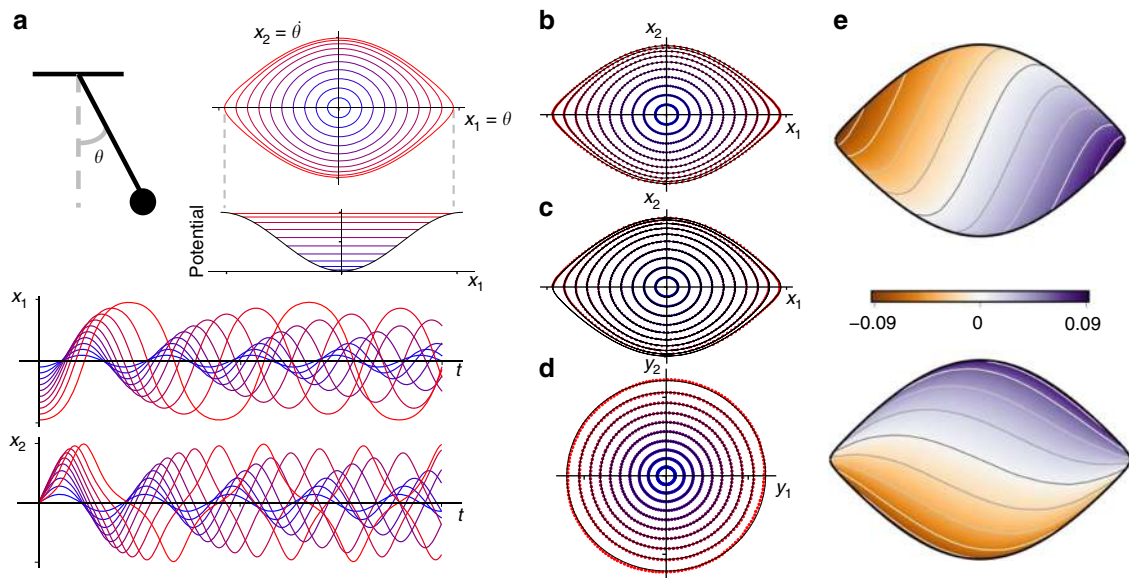 a
x₂ = θ̇
x₁ = θ
θ
Potential
x₁
x₁
t
x₂
t
b
x₂
x₁
c
x₂
x₁
d
y₂
y₁
e
−0.09
0
0.09